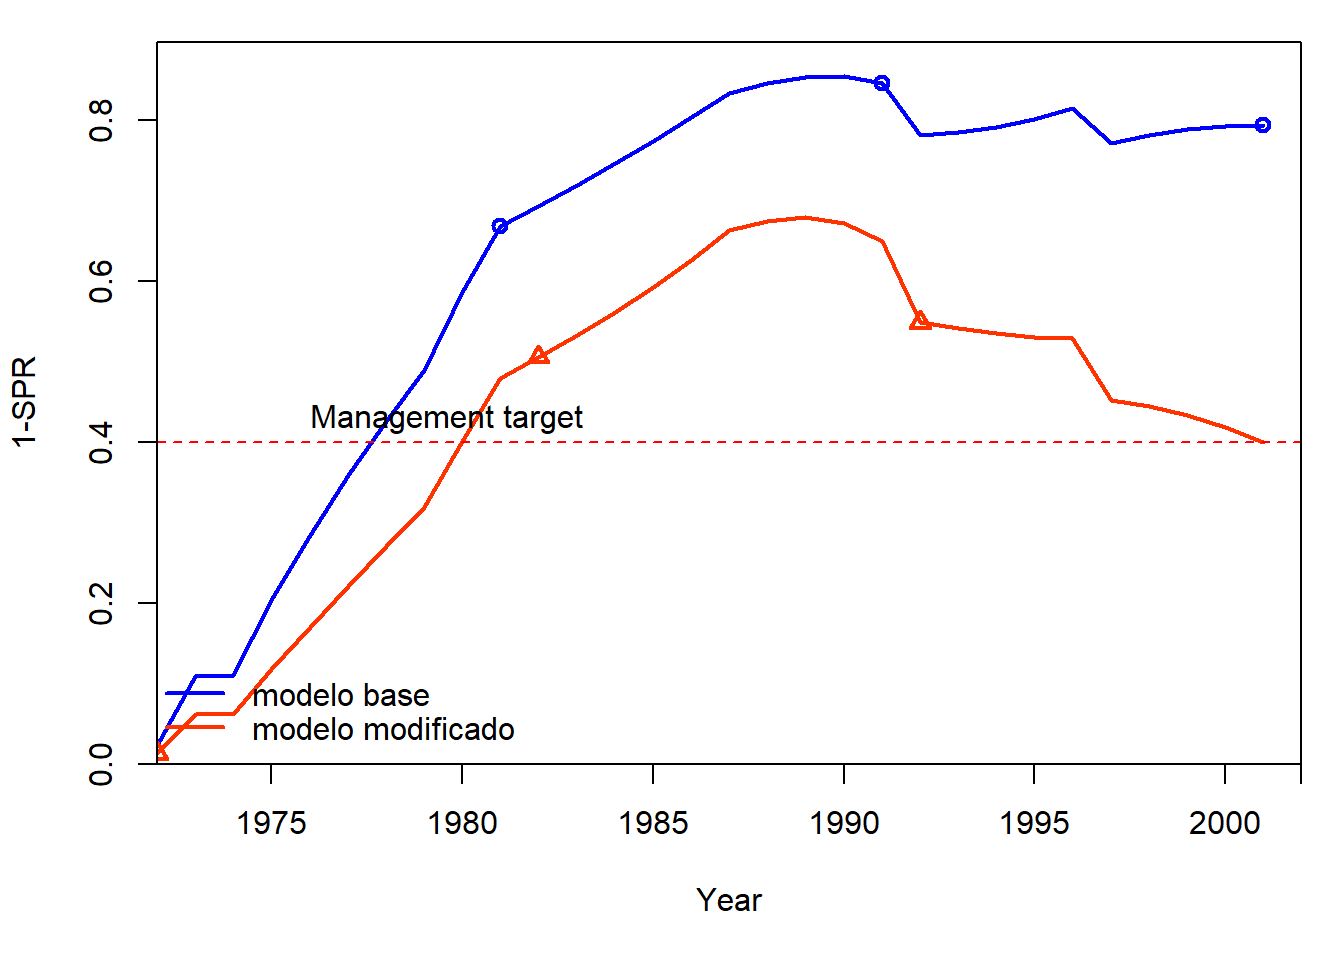 0.8
0.6
0.4
0.2
0.0
1-SPR
Management target
modelo base
modelo modificado
1975 1980 1985 1990 1995 2000
Year